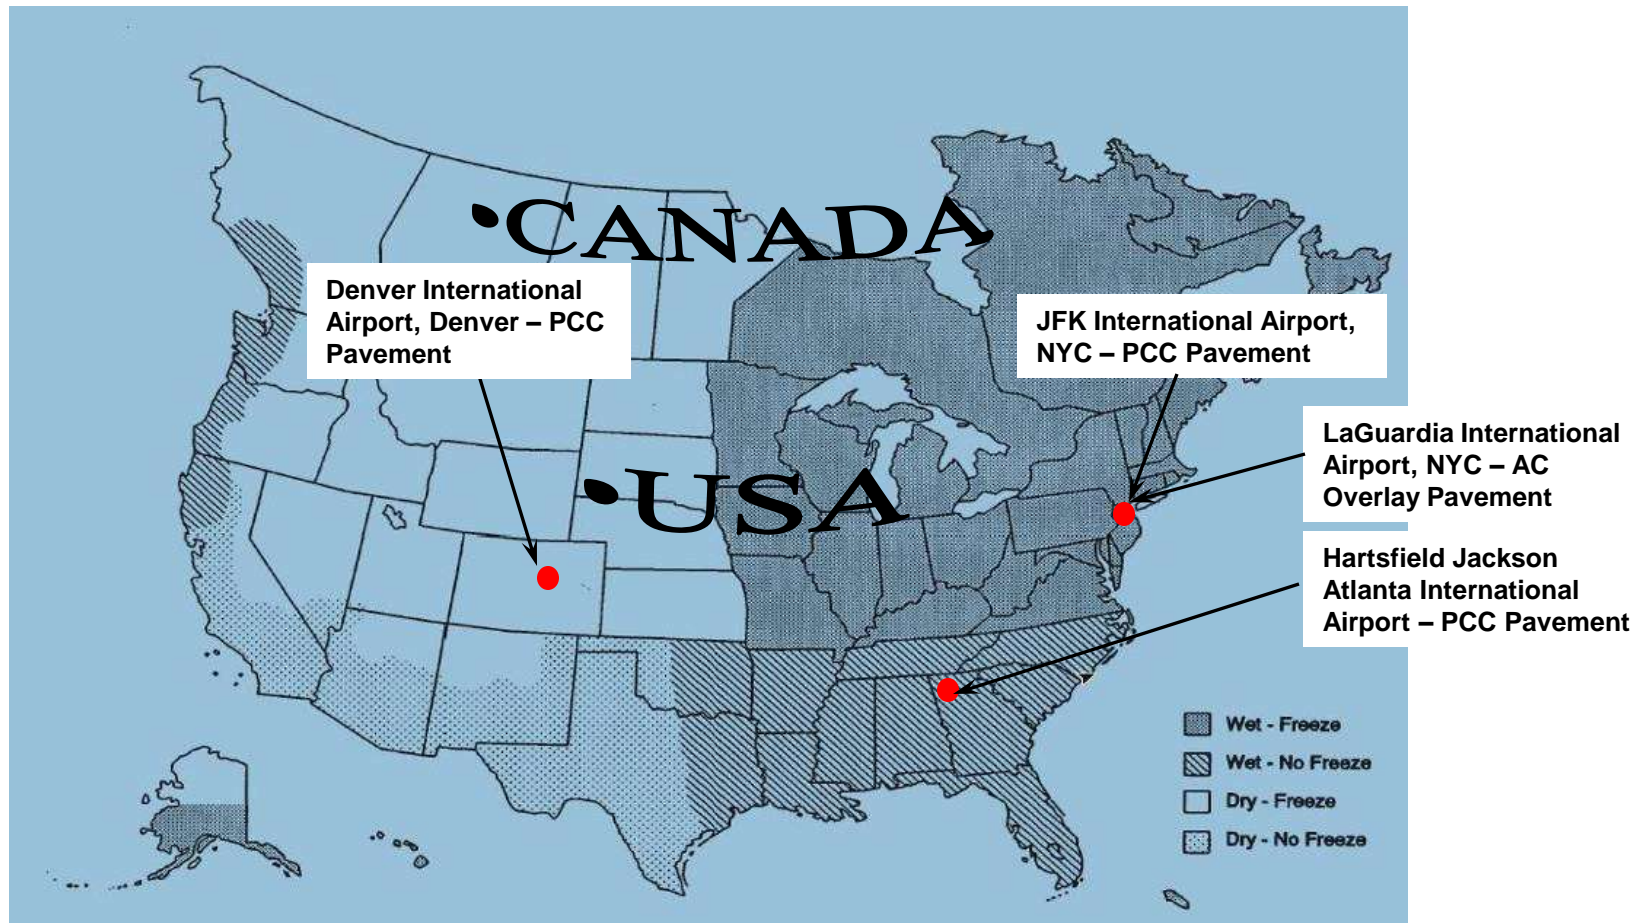 •CANADA
Denver International
Airport, Denver – PCC
Pavement
JFK International Airport,
NYC – PCC Pavement
LaGuardia International
Airport, NYC – AC
Overlay Pavement
•USA
Hartsfield Jackson
Atlanta International
Airport – PCC Pavement
Wet - Freeze
Wet - No Freeze
Dry - Freeze
Dry - No Freeze